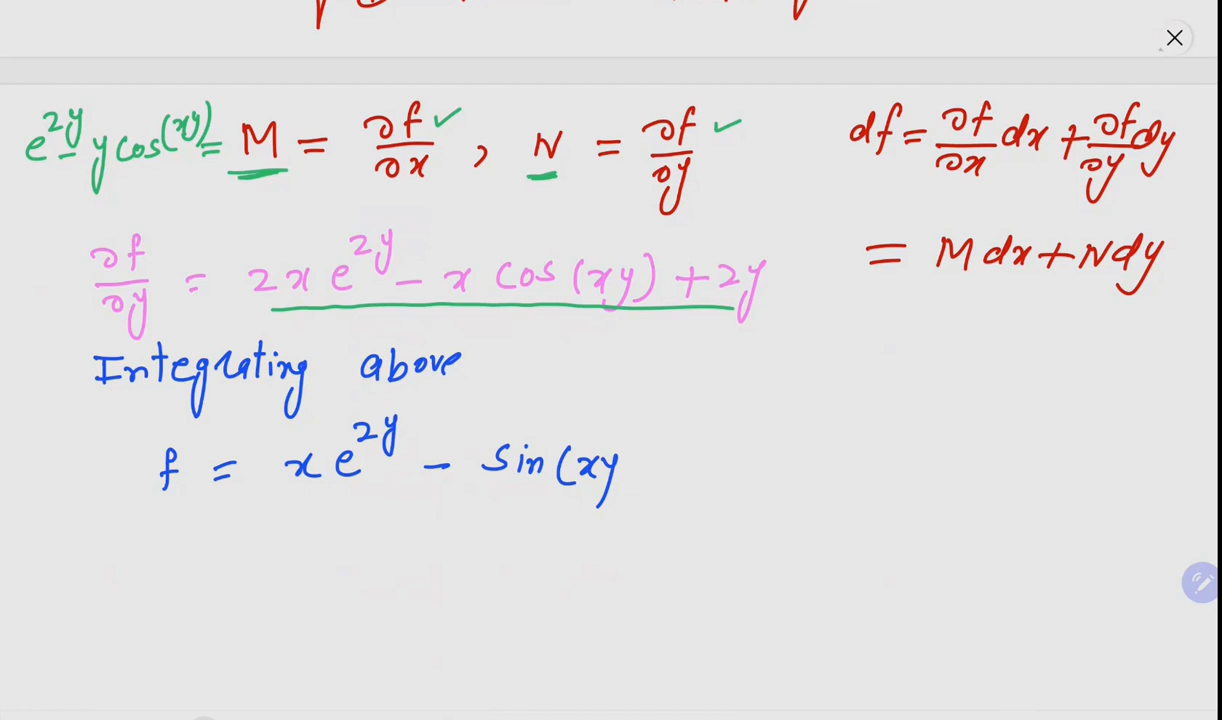 e^{2y} - y cos(xy) = M = ∂f/∂x ✓, N = ∂f/∂y ✓
df = ∂f/∂x dx + ∂f/∂y dy
= M dx + N dy
∂f/∂y = 2x e^{2y} - x cos(xy) + 2y
Integrating above
f = x e^{2y} - sin(xy